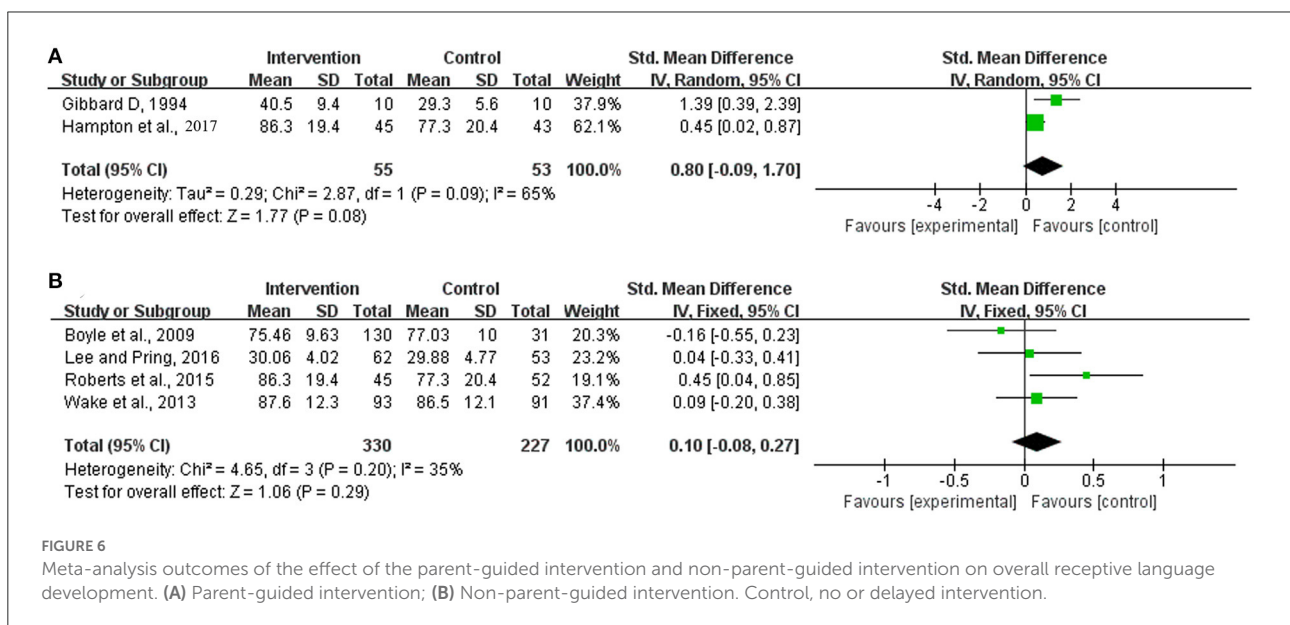 A
Intervention Control Std. Mean Difference Std. Mean Difference
Study or Subgroup Mean SD Total Mean SD Total Weight IV, Random, 95% CI IV, Random, 95% CI
Gibbard D, 1994 40.5 9.4 10 29.3 5.6 10 37.9% 1.39 [0.39, 2.39]
Hampton et al., 2017 86.3 19.4 45 77.3 20.4 43 62.1% 0.45 [0.02, 0.87]
Total (95% CI) 55 53 100.0% 0.80 [-0.09, 1.70]
Heterogeneity: Tau² = 0.29; Chi² = 2.87, df = 1 (P = 0.09); I² = 65%
Test for overall effect: Z = 1.77 (P = 0.08)
-4 -2 0 2 4
Favours [experimental] Favours [control]
B
Intervention Control Std. Mean Difference Std. Mean Difference
Study or Subgroup Mean SD Total Mean SD Total Weight IV, Fixed, 95% CI IV, Fixed, 95% CI
Boyle et al., 2009 75.46 9.63 130 77.03 10 31 20.3% -0.16 [-0.55, 0.23]
Lee and Pring, 2016 30.06 4.02 62 29.88 4.77 53 23.2% 0.04 [-0.33, 0.41]
Roberts et al., 2015 86.3 19.4 45 77.3 20.4 52 19.1% 0.45 [0.04, 0.85]
Wake et al., 2013 87.6 12.3 93 86.5 12.1 91 37.4% 0.09 [-0.20, 0.38]
Total (95% CI) 330 227 100.0% 0.10 [-0.08, 0.27]
Heterogeneity: Chi² = 4.65, df = 3 (P = 0.20); I² = 35%
Test for overall effect: Z = 1.06 (P = 0.29)
-1 -0.5 0 0.5 1
Favours [experimental] Favours [control]
FIGURE 6
Meta-analysis outcomes of the effect of the parent-guided intervention and non-parent-guided intervention on overall receptive language
development. (A) Parent-guided intervention; (B) Non-parent-guided intervention. Control, no or delayed intervention.